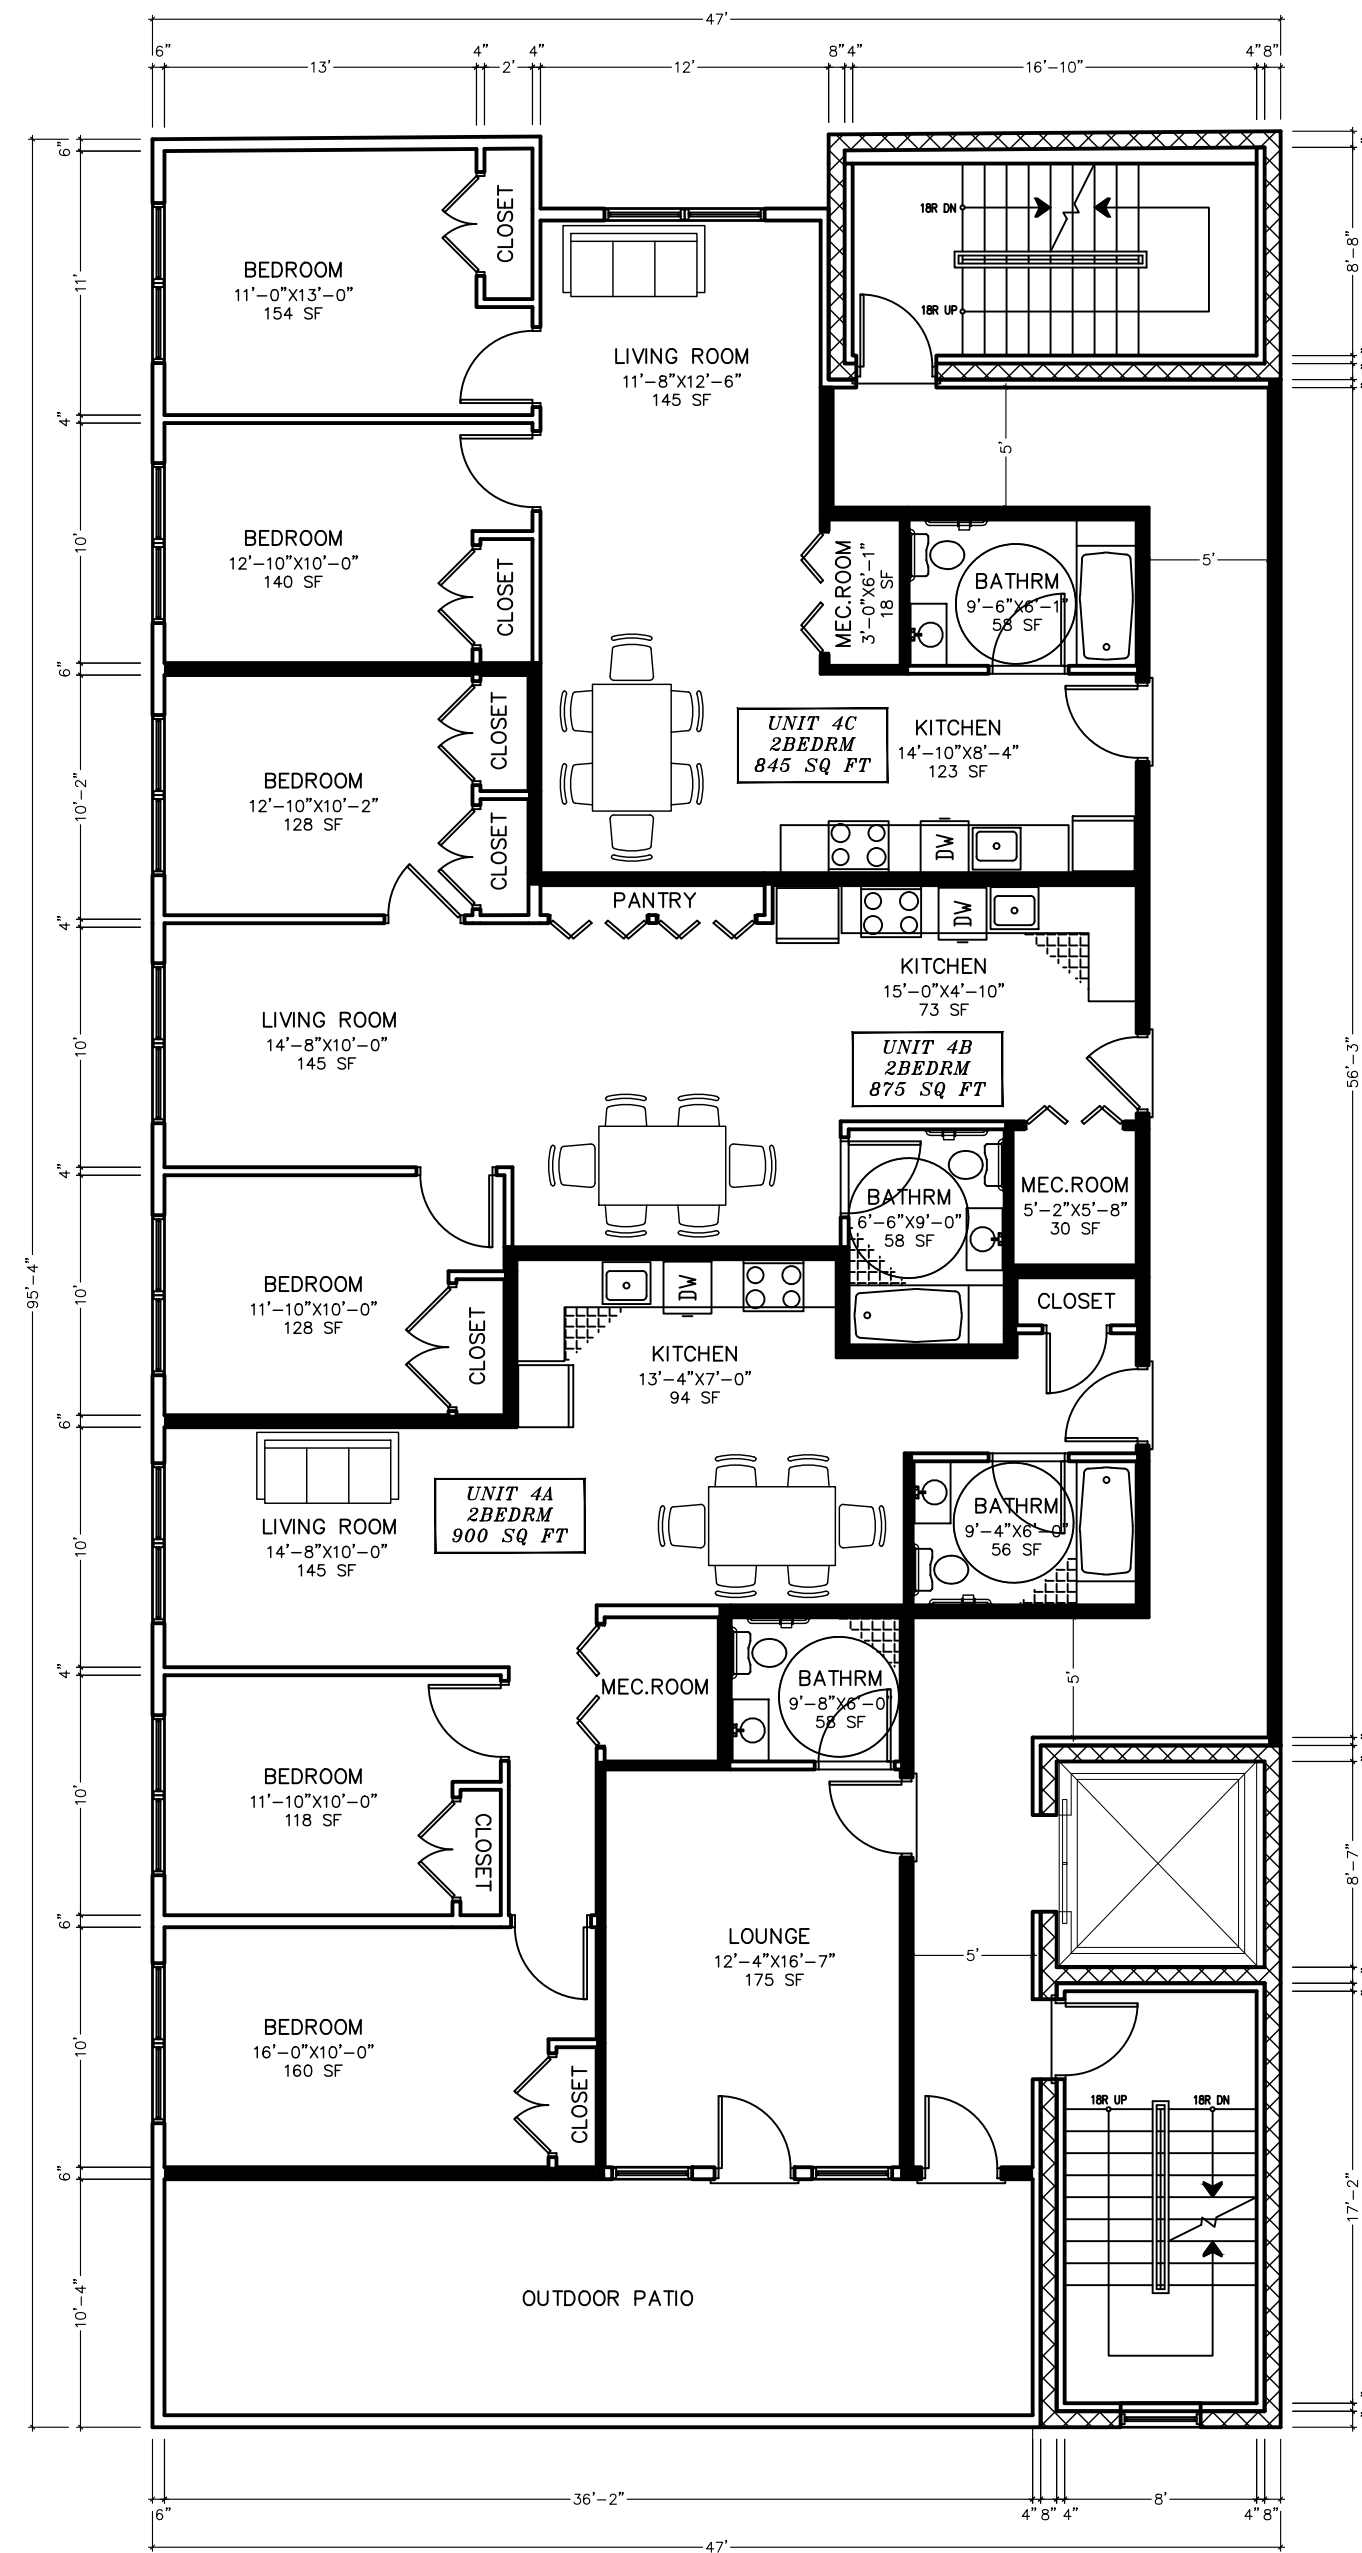 47'
6" 13' 4" 2' 4" 12' 8" 4" 16'-10" 4" 8"
6"
11'
4"
10'
6"
10'-2"
4"
10'
4"
10'
6"
10'
4"
10'
6"
10'
6"
10'-4"
95'-4"
8'-8"
56'-3"
8'-7"
17'-2"
BEDROOM
11'-0"X13'-0"
154 SF
CLOSET
LIVING ROOM
11'-8"X12'-6"
145 SF
18R DN
18R UP
5'
BEDROOM
12'-10"X10'-0"
140 SF
CLOSET
MEC.ROOM
3'-0"X6'-1"
18 SF
BATHRM
9'-6"X6'-1"
58 SF
5'
BEDROOM
12'-10"X10'-2"
128 SF
CLOSET
CLOSET
UNIT 4C
2BEDRM
845 SQ FT
KITCHEN
14'-10"X8'-4"
123 SF
DW
PANTRY
DW
KITCHEN
15'-0"X4'-10"
73 SF
LIVING ROOM
14'-8"X10'-0"
145 SF
UNIT 4B
2BEDRM
875 SQ FT
BATHRM
6'-6"X9'-0"
58 SF
MEC.ROOM
5'-2"X5'-8"
30 SF
BEDROOM
11'-10"X10'-0"
128 SF
CLOSET
DW
CLOSET
KITCHEN
13'-4"X7'-0"
94 SF
LIVING ROOM
14'-8"X10'-0"
145 SF
UNIT 4A
2BEDRM
900 SQ FT
BATHRM
9'-4"X6'-0"
56 SF
MEC.ROOM
BATHRM
9'-8"X6'-0"
58 SF
5'
BEDROOM
11'-10"X10'-0"
118 SF
CLOSET
LOUNGE
12'-4"X16'-7"
175 SF
5'
BEDROOM
16'-0"X10'-0"
160 SF
CLOSET
18R UP
18R DN
OUTDOOR PATIO
36'-2" 8'
6" 4" 8" 4" 4" 8"
47'